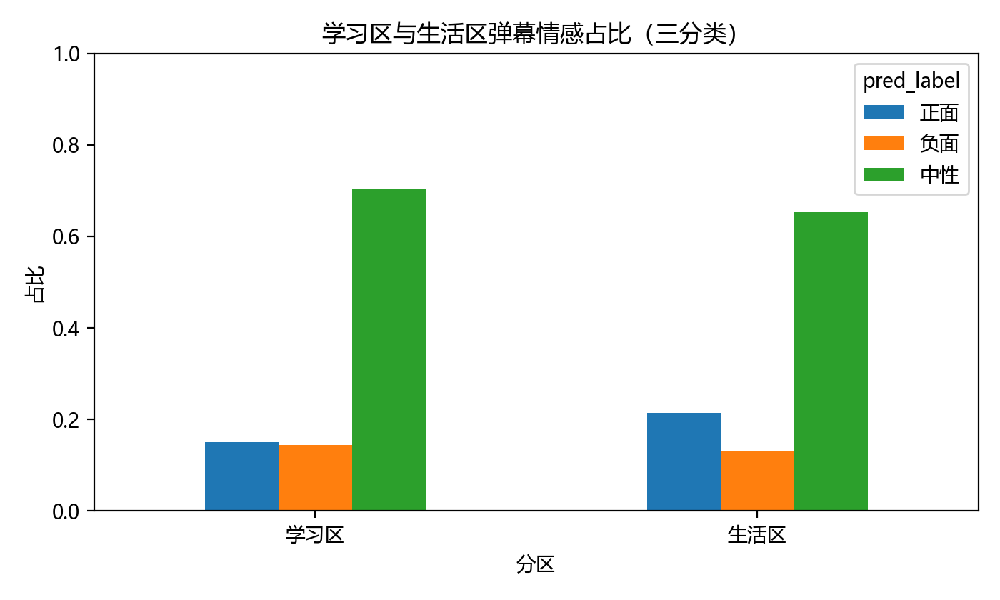 学习区与生活区弹幕情感占比（三分类）
1.0
0.8
0.6
0.4
0.2
0.0
占比
pred_label
正面
负面
中性
学习区
生活区
分区